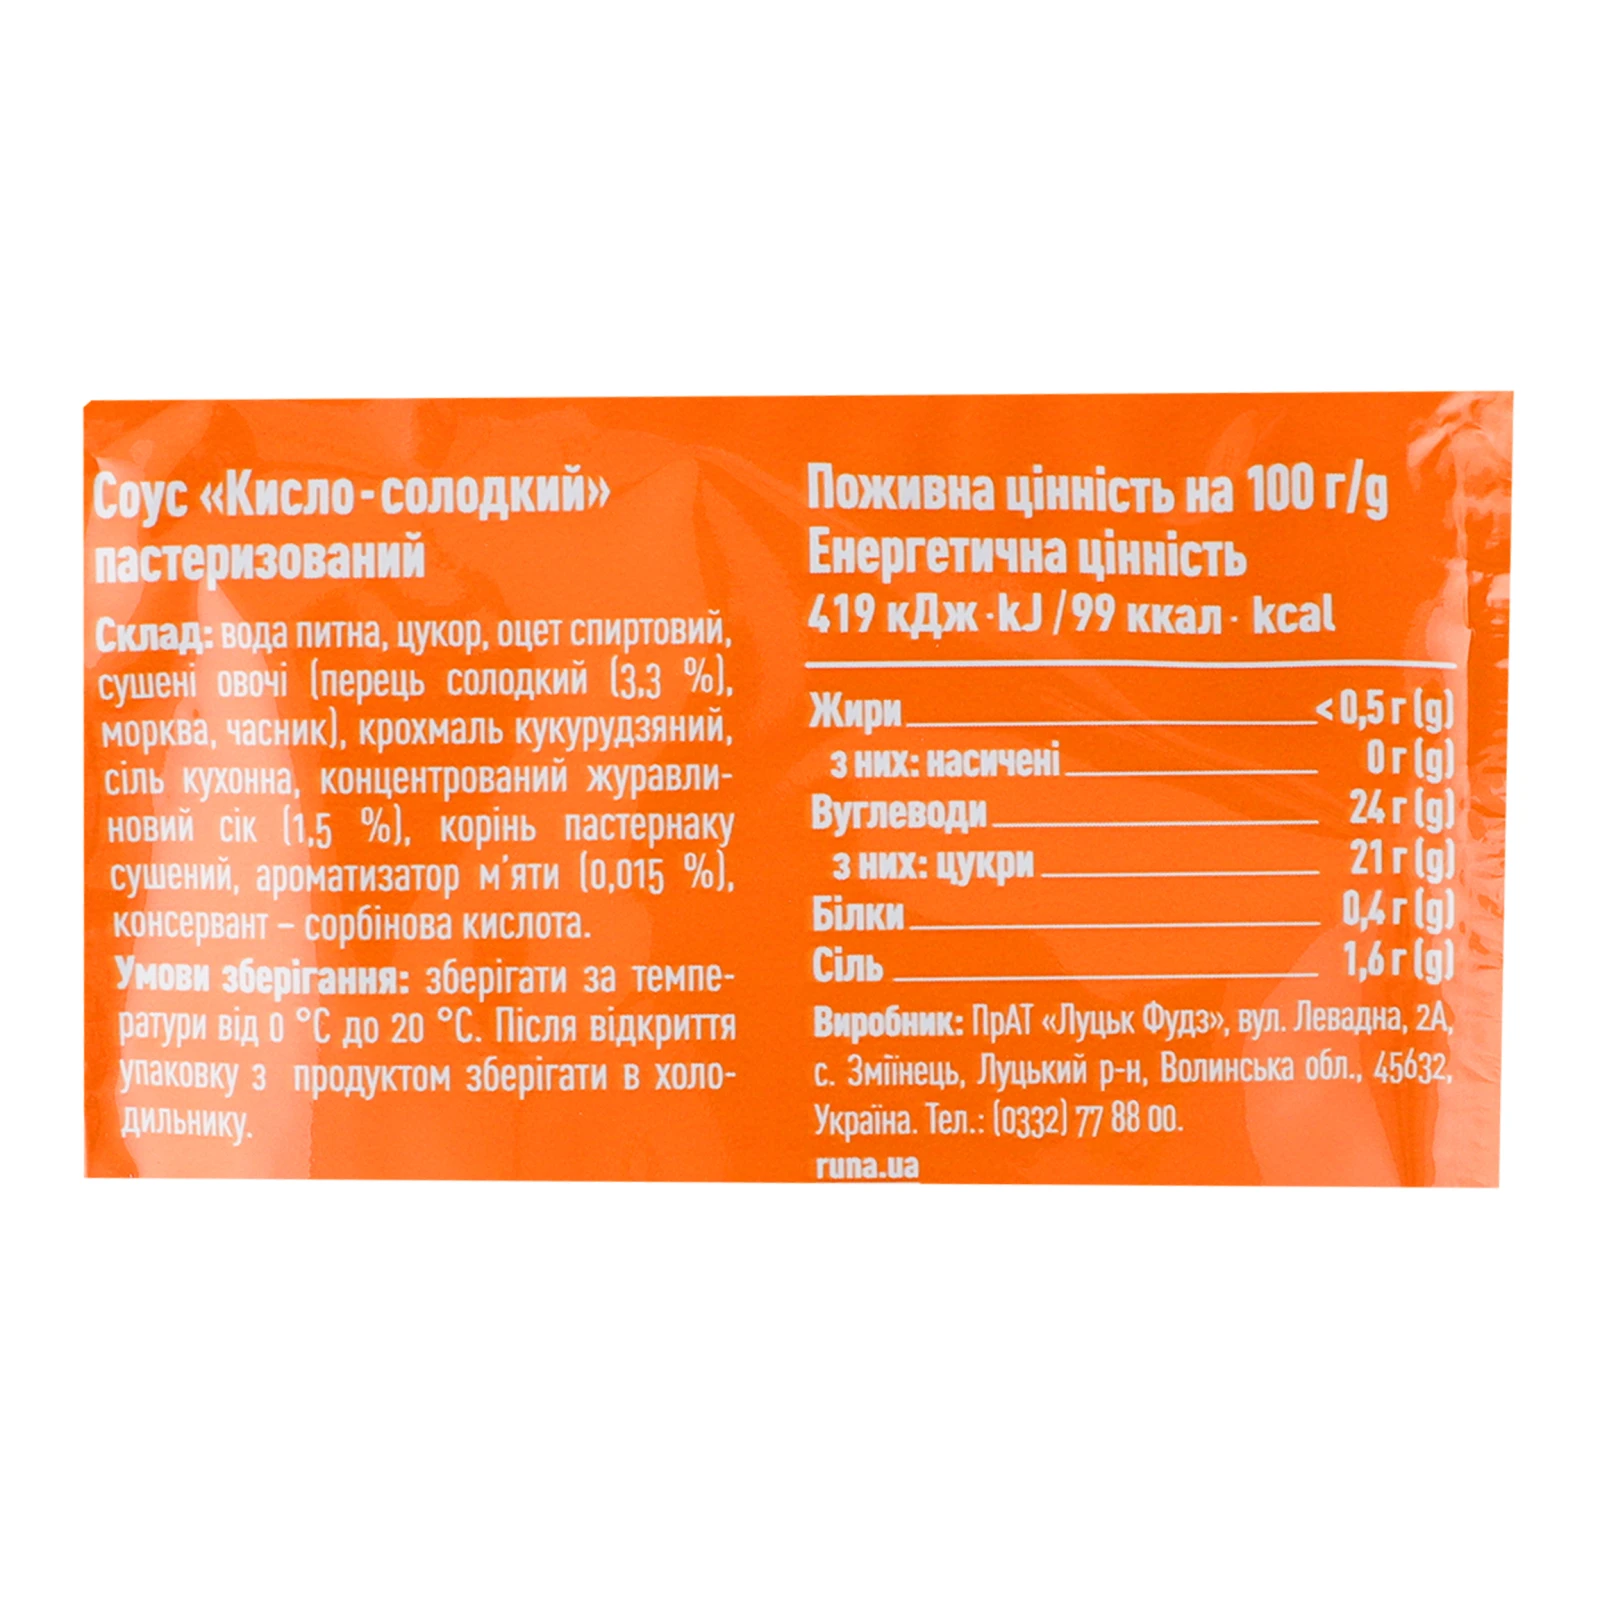 Соус «Кисло-солодкий»
пастеризований
Склад: вода питна, цукор, оцет спиртовий,
сушені овочі (перець солодкий (3,3 %),
морква, часник), крохмаль кукурудзяний,
сіль кухонна, концентрований журавли-
новий сік (1,5 %), корінь пастернаку
сушений, ароматизатор м'яти (0,015 %),
консервант – сорбінова кислота.
Умови зберігання: зберігати за темпе-
ратури від 0 °С до 20 °С. Після відкриття
упаковку з продуктом зберігати в холо-
дильнику.
Поживна цінність на 100 г/g
Енергетична цінність
419 кДж·kJ/99 ккал·kcal
Жири <0,5 г (g)
з них: насичені 0 г (g)
Вуглеводи 24 г (g)
з них: цукри 21 г (g)
Білки 0,4 г (g)
Сіль 1,6 г (g)
Виробник: ПрАТ «Луцьк Фудз», вул. Левадна, 2А,
с. Зміїнець, Луцький р-н, Волинська обл., 45632,
Україна. Тел.: (0332) 77 88 00.
runa.ua